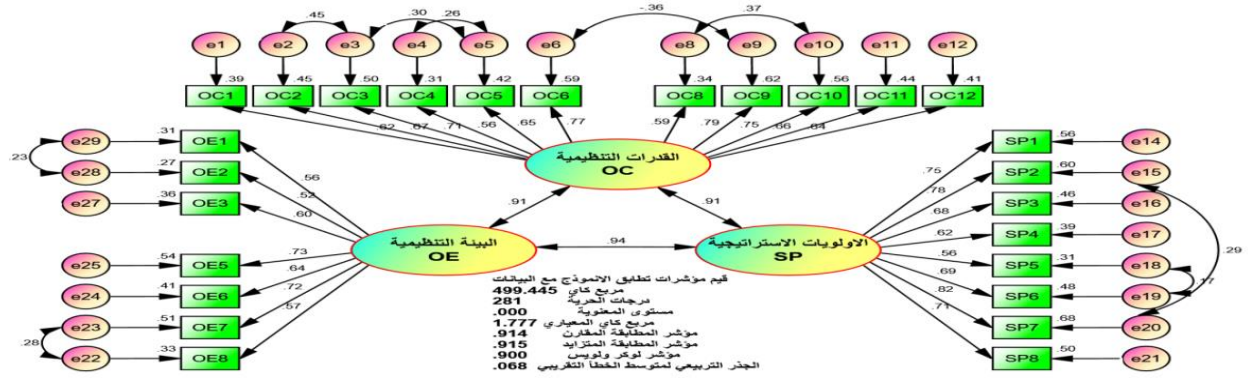 .45 .30 .26 -.36 .37
e1 e2 e3 e4 e5 e6 e8 e9 e10 e11 e12
.39 .45 .50 .31 .42 .59 .34 .62 .56 .44 .41
OC1 OC2 OC3 OC4 OC5 OC6 OC8 OC9 OC10 OC11 OC12
.62 .67 .71 .56 .65 .77 .59 .79 .75 .66 .64
القدرات التنظيمية
OC
e29 .31 OE1
.23
e28 .27 OE2
e27 .36 OE3
.56
.52
.60
e25 .54 OE5
e24 .41 OE6
e23 .51 OE7
.28
e22 .33 OE8
.73
.64
.72
.57
.91
.91
البيئة التنظيمية
OE
.94
الاولويات الاستراتيجية
SP
SP1 .56 e14
SP2 .60 e15
SP3 .46 e16
SP4 .39 e17
SP5 .31 e18
SP6 .48 e19
SP7 .68 e20
SP8 .50 e21
.75
.78
.68
.62
.56
.69
.82
.71
.29
.17
قيم مؤشرات تطابق الانموذج مع البيانات
مربع كاي 499.445
درجات الحرية 281
مستوى المعنوية .000
مربع كاي المعياري 1.777
مؤشر المطابقة المقارن .914
مؤشر المطابقة المتزايد .915
مؤشر لوكر ولويس .900
الجذر التربيعي لمتوسط الخطأ التقريبي .068